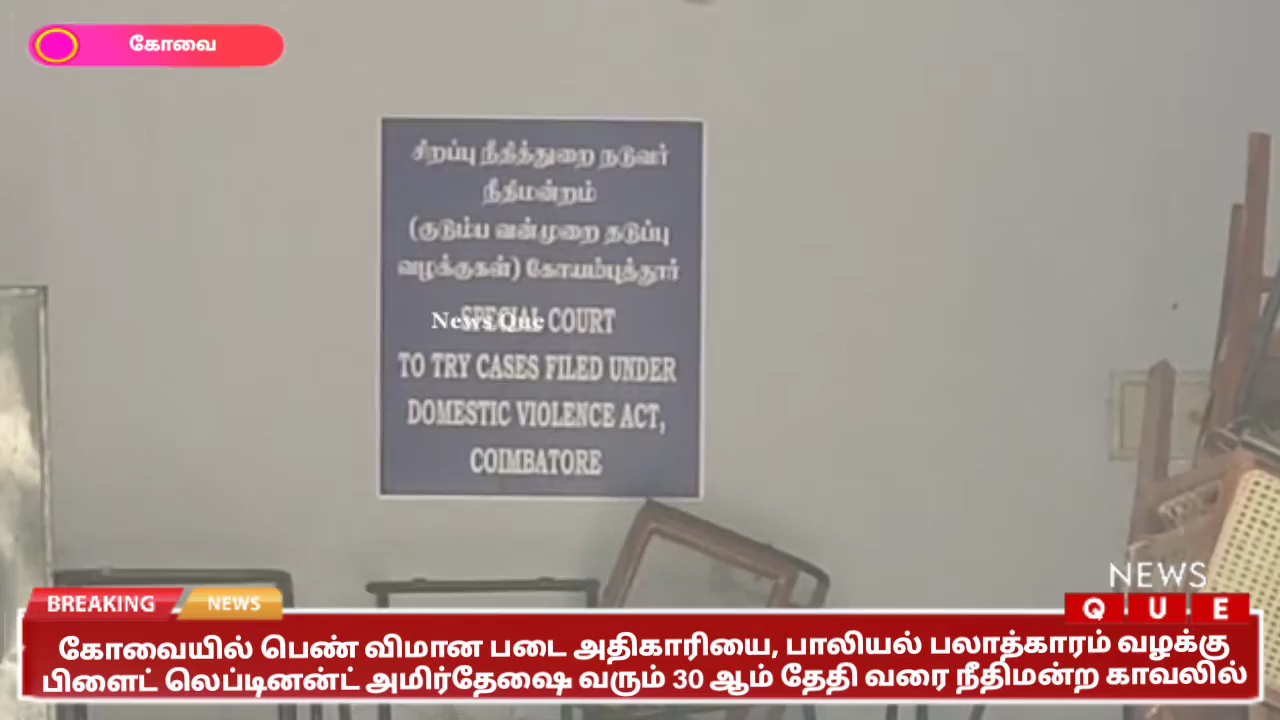 கோவை
சிறப்பு நீதித்துறை நடுவர்
நீதிமன்றம்
(குடும்ப வன்முறை தடுப்பு
வழக்குகள்) கோயம்புத்தூர்
SPECIAL COURT
News Que
TO TRY CASES FILED UNDER
DOMESTIC VIOLENCE ACT,
COIMBATORE
NEWS
QUE
BREAKING NEWS
கோவையில் பெண் விமான படை அதிகாரியை, பாலியல் பலாத்காரம் வழக்கு
பிளைட் லெப்டினன்ட் அமிர்தேஷை வரும் 30 ஆம் தேதி வரை நீதிமன்ற காவலில்